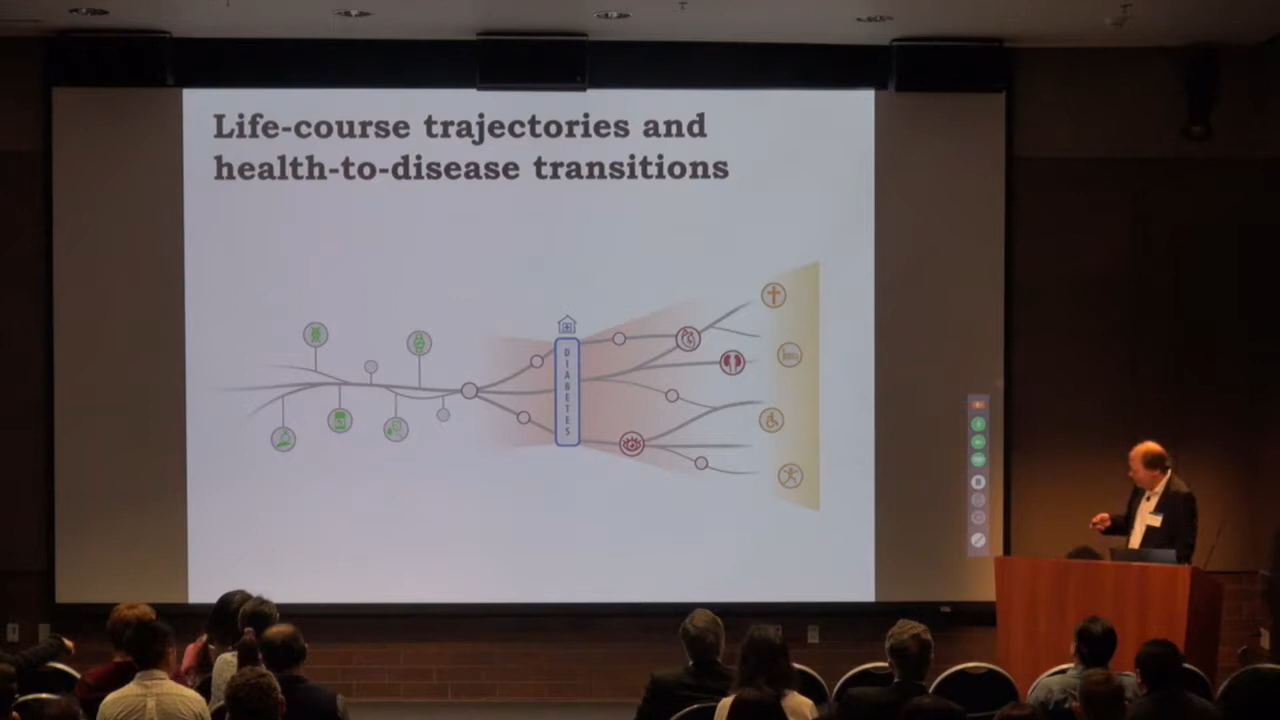 Life-course trajectories and
health-to-disease transitions
DIABETES